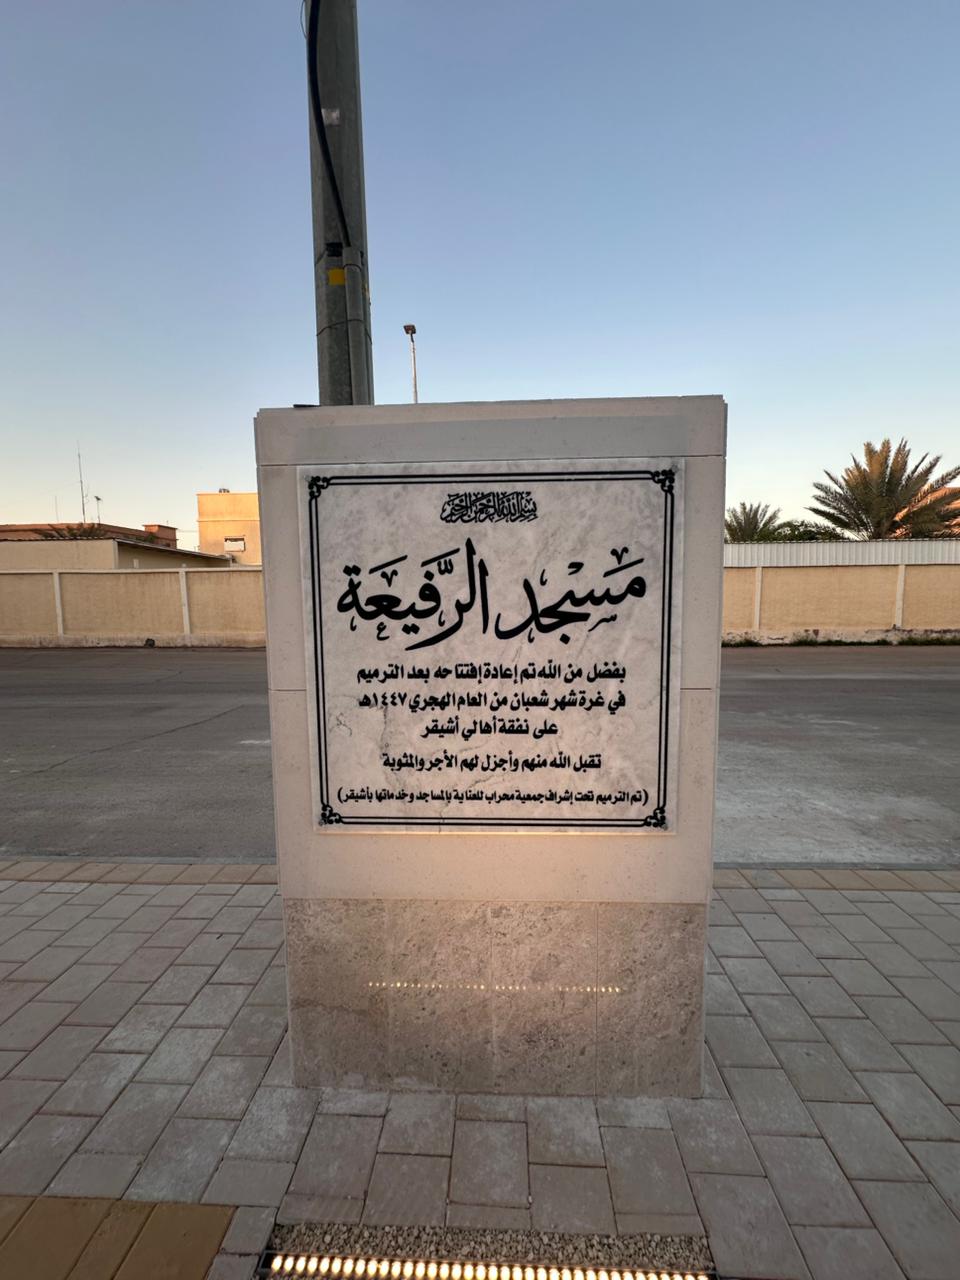 بسم الله الرحمن الرحيم
مَسْجِد الرَّفيعَة
بفضل من الله تم إعادة إفتتاحه بعد الترميم
في غرة شهر شعبان من العام الهجري ١٤٤٧هـ
على نفقة أهالي أشيقر
تقبل الله منهم وأجزل لهم الأجر والمثوبة
(تم الترميم تحت إشراف جمعية محراب للعناية بالمساجد وخدماتها بأشيقر)